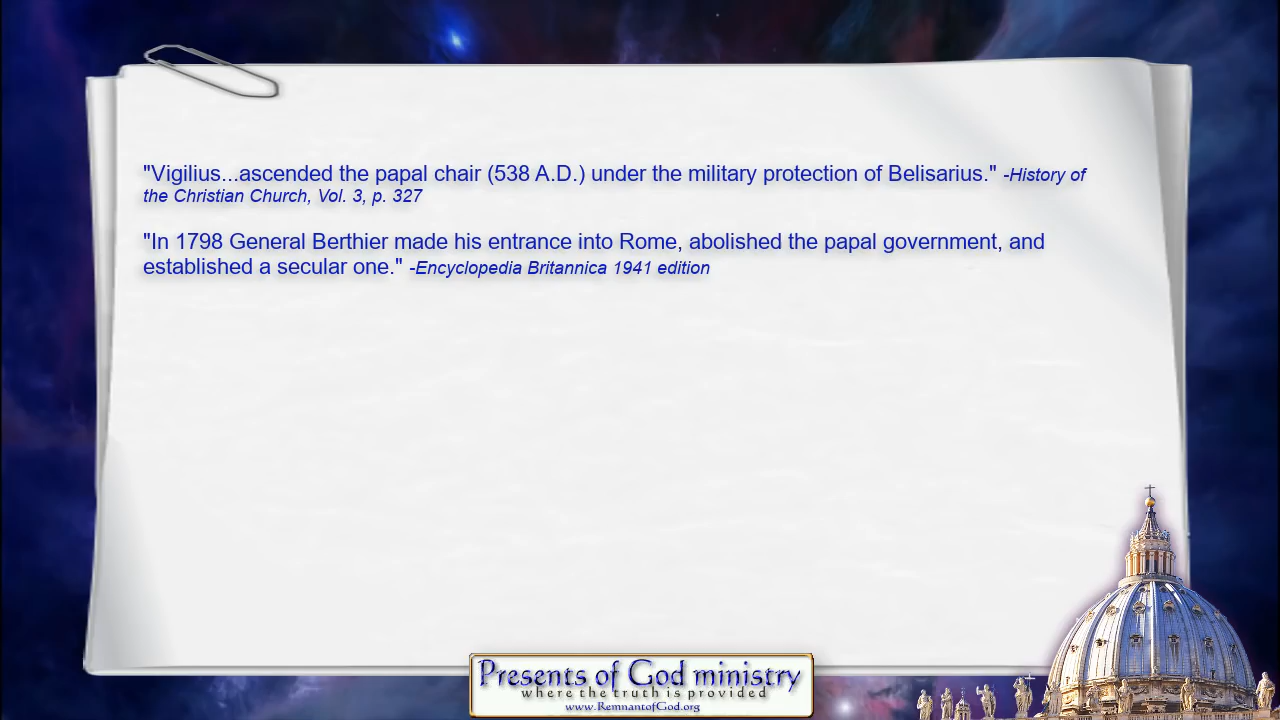 "Vigilius...ascended the papal chair (538 A.D.) under the military protection of Belisarius." -History of
the Christian Church, Vol. 3, p. 327
"In 1798 General Berthier made his entrance into Rome, abolished the papal government, and
established a secular one." -Encyclopedia Britannica 1941 edition
Presents of God ministry
where the truth is provided
www.RemnantofGod.org